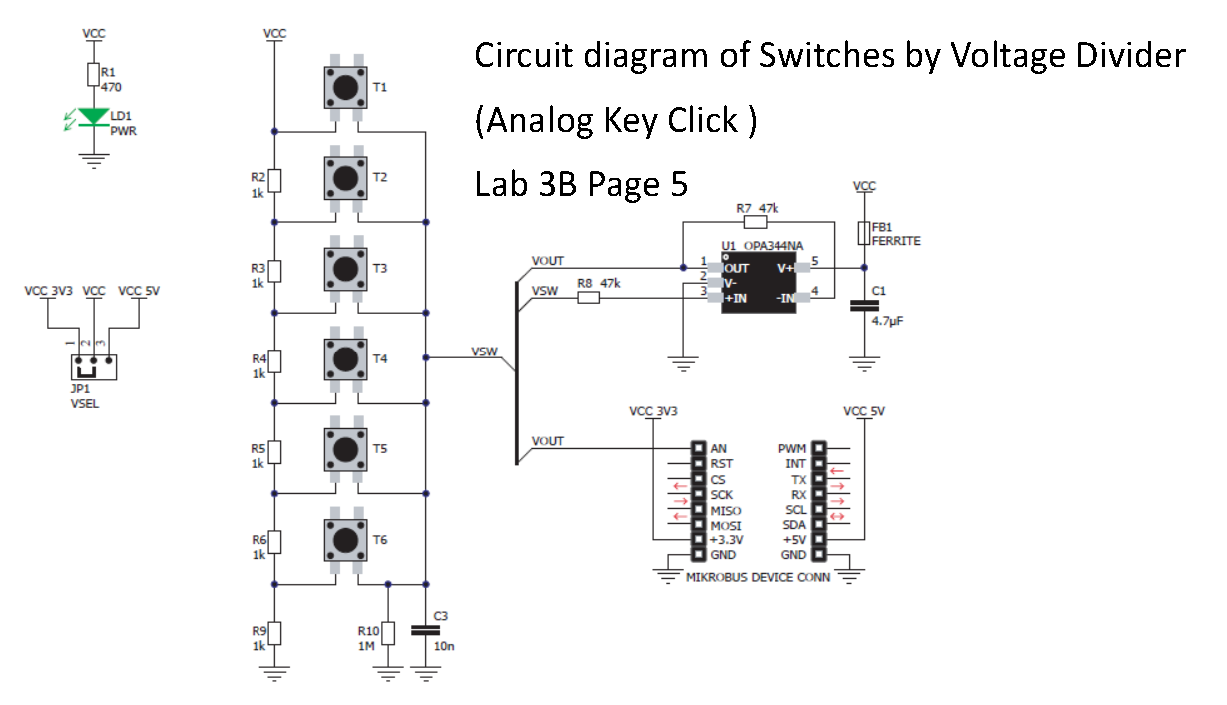 Circuit diagram of Switches by Voltage Divider
(Analog Key Click )
Lab 3B Page 5
VCC
R1
470
LD1
PWR
VCC 3V3 VCC VCC 5V
1 2 3
JP1
VSEL
VCC
T1
R2
1k
T2
R3
1k
T3
R4
1k
T4
R5
1k
T5
R6
1k
T6
R9
1k
R10
1M
C3
10n
VSW
VOUT
VSW
R8 47k
VOUT
R7 47k
U1 OPA344NA
1 OUT V+ 5
2 V-
3 +IN -IN 4
VCC
FB1
FERRITE
C1
4.7µF
VCC 3V3 VCC 5V
AN PWM
RST INT
CS TX
SCK RX
MISO SCL
MOSI SDA
+3.3V +5V
GND GND
MIKROBUS DEVICE CONN